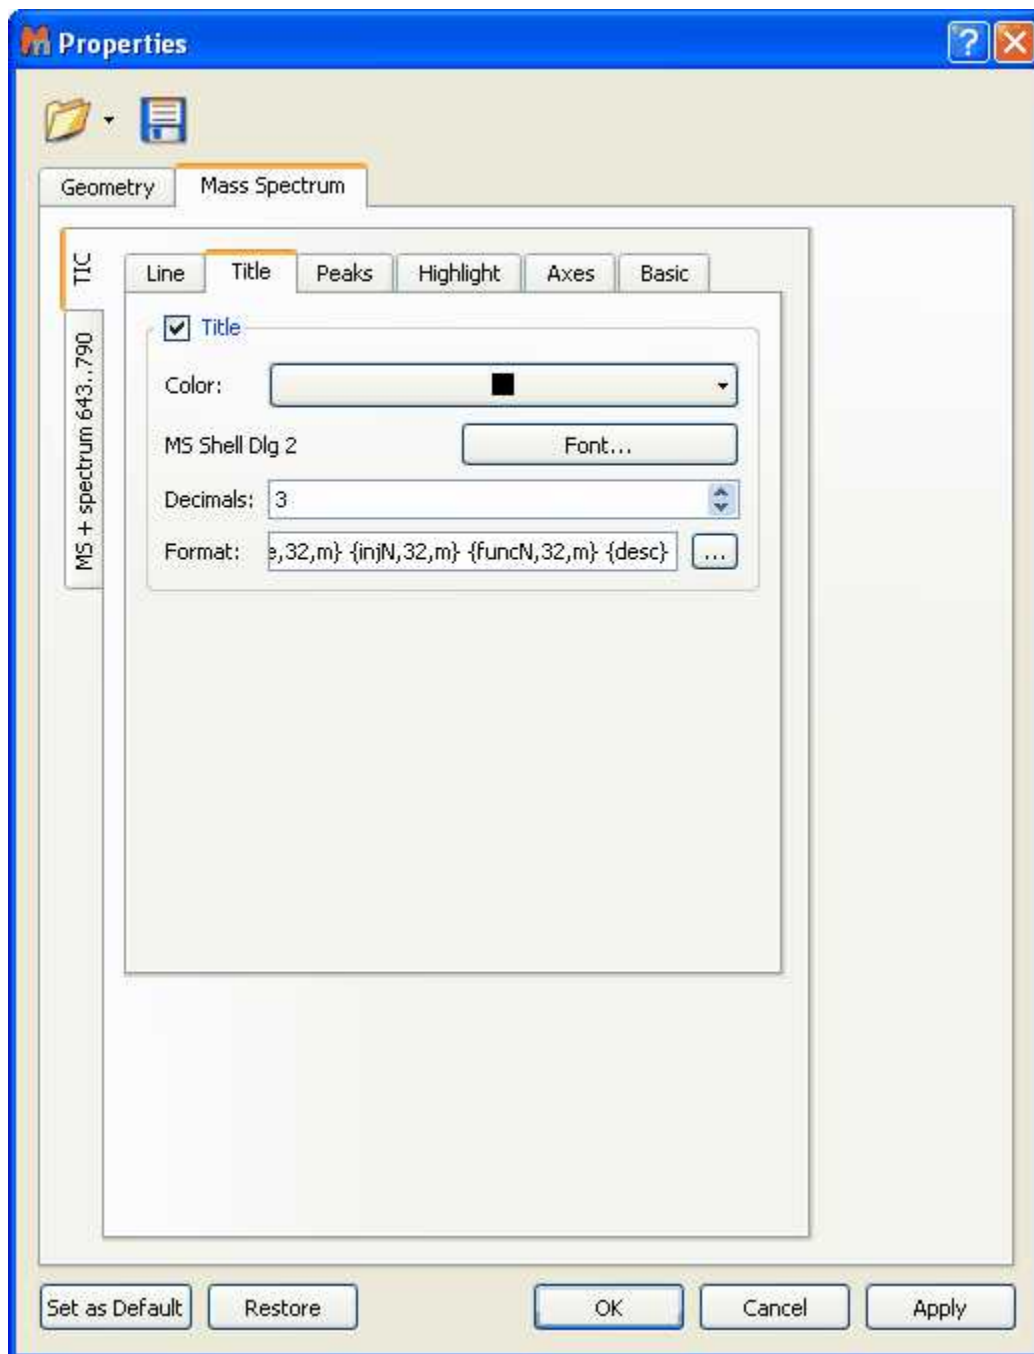 Properties
Geometry Mass Spectrum
TIC
MS + spectrum 643..790
Line Title Peaks Highlight Axes Basic
Title
Color:
MS Shell Dlg 2 Font...
Decimals: 3
Format: e,32,m} {injN,32,m} {funcN,32,m} {desc} ...
Set as Default Restore OK Cancel Apply